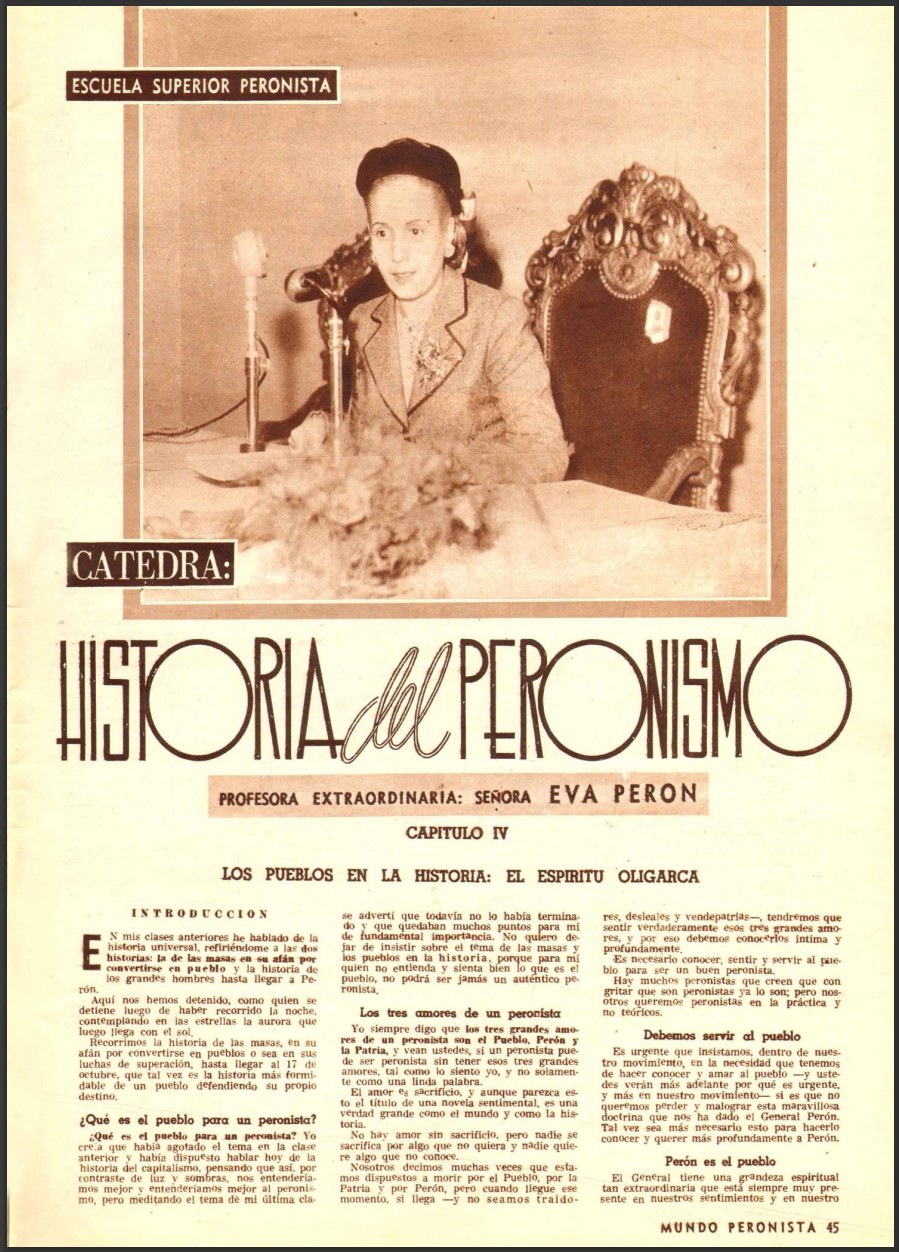 ESCUELA SUPERIOR PERONISTA
CATEDRA:
HISTORIA del PERONISMO
PROFESORA EXTRAORDINARIA: SEÑORA EVA PERON
CAPITULO IV
LOS PUEBLOS EN LA HISTORIA: EL ESPIRITU OLIGARCA
INTRODUCCION
EN mis clases anteriores he hablado de la
historia universal, refiriéndome a las dos
historias: la de las masas en su afán por
convertirse en pueblo y la historia de
los grandes hombres hasta llegar a Pe-
rón.
Aquí nos hemos detenido, como quien se
detiene luego de haber recorrido la noche,
contemplando en las estrellas la aurora que
luego llega con el sol.
Recorrimos la historia de las masas, en su
afán por convertirse en pueblos o sea en sus
luchas de superación, hasta llegar al 17 de
octubre, que tal vez es la historia más formi-
dable de un pueblo defendiendo su propio
destino.
¿Qué es el pueblo para un peronista?
¿Qué es el pueblo para un peronista? Yo
creía que había agotado el tema en la clase
anterior y había dispuesto hablar hoy de la
historia del capitalismo, pensando que así, por
contraste de luz y sombras, nos entendería-
mos mejor y entenderíamos mejor al peronis-
mo, pero meditando el tema de mi última cla-
se advertí que todavía no lo había termina-
do y que quedaban muchos puntos para mí
de fundamental importancia. No quiero de-
jar de insistir sobre el tema de las masas y
los pueblos en la historia, porque para mí
quien no entienda y sienta bien lo que es el
pueblo, no podrá ser jamás un auténtico pe-
ronista.
Los tres amores de un peronista
Yo siempre digo que los tres grandes amo-
res de un peronista son el Pueblo, Perón y
la Patria, y vean ustedes, si un peronista pue-
de ser peronista sin tener esos tres grandes
amores, tal como lo siento yo, y no solamen-
te como una linda palabra.
El amor es sacrificio, y aunque parezca es-
to el título de una novela sentimental, es una
verdad grande como el mundo y como la his-
toria.
No hay amor sin sacrificio, pero nadie se
sacrifica por algo que no quiera y nadie quie-
re algo que no conoce.
Nosotros decimos muchas veces que esta-
mos dispuestos a morir por el Pueblo, por la
Patria y por Perón, pero cuando llegue ese
momento, si llega —y no seamos traido-
res, desleales y vendepatrias—, tendremos que
sentir verdaderamente esos tres grandes amo-
res, y por eso debemos conocerlos íntima y
profundamente.
Es necesario conocer, sentir y servir al pue-
blo para ser un buen peronista.
Hay muchos peronistas que creen que con
gritar que son peronistas ya lo son; pero nos-
otros queremos peronistas en la práctica y
no teóricos.
Debemos servir al pueblo
Es urgente que insistamos, dentro de nues-
tro movimiento, en la necesidad que tenemos
de hacer conocer y amar al pueblo —y uste-
des verán más adelante por qué es urgente,
y más en nuestro movimiento— si es que no
queremos perder y malograr esta maravillosa
doctrina que nos ha dado el General Perón.
Tal vez sea más necesario esto para hacerlo
conocer y querer más profundamente a Perón.
Perón es el pueblo
El General tiene una grandeza espiritual
tan extraordinaria que está siempre muy pre-
sente en nuestros sentimientos y en nuestro
MUNDO PERONISTA 45